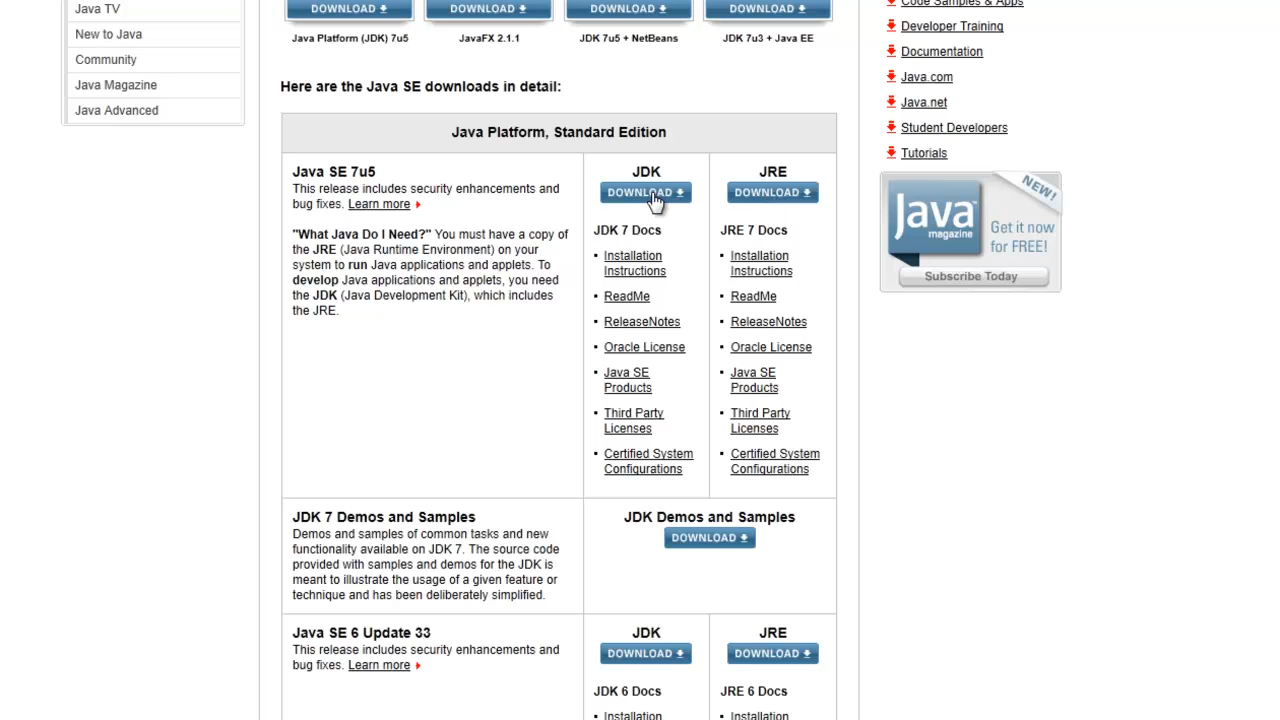 Java TV
New to Java
Community
Java Magazine
Java Advanced
DOWNLOAD
DOWNLOAD
DOWNLOAD
DOWNLOAD
Java Platform (JDK) 7u5
JavaFX 2.1.1
JDK 7u5 + NetBeans
JDK 7u3 + Java EE
Here are the Java SE downloads in detail:
Java Platform, Standard Edition
Java SE 7u5
This release includes security enhancements and
bug fixes. Learn more
"What Java Do I Need?" You must have a copy of
the JRE (Java Runtime Environment) on your
system to run Java applications and applets. To
develop Java applications and applets, you need
the JDK (Java Development Kit), which includes
the JRE.
JDK
DOWNLOAD
JDK 7 Docs
Installation
Instructions
ReadMe
ReleaseNotes
Oracle License
Java SE
Products
Third Party
Licenses
Certified System
Configurations
JRE
DOWNLOAD
JRE 7 Docs
Installation
Instructions
ReadMe
ReleaseNotes
Oracle License
Java SE
Products
Third Party
Licenses
Certified System
Configurations
JDK 7 Demos and Samples
Demos and samples of common tasks and new
functionality available on JDK 7. The source code
provided with samples and demos for the JDK is
meant to illustrate the usage of a given feature or
technique and has been deliberately simplified.
JDK Demos and Samples
DOWNLOAD
Java SE 6 Update 33
This release includes security enhancements and
bug fixes. Learn more
JDK
DOWNLOAD
JDK 6 Docs
Installation
JRE
DOWNLOAD
JRE 6 Docs
Installation
Code Samples & Apps
Developer Training
Documentation
Java.com
Java.net
Student Developers
Tutorials
NEW!
Java
magazine
Get it now
for FREE!
Subscribe Today